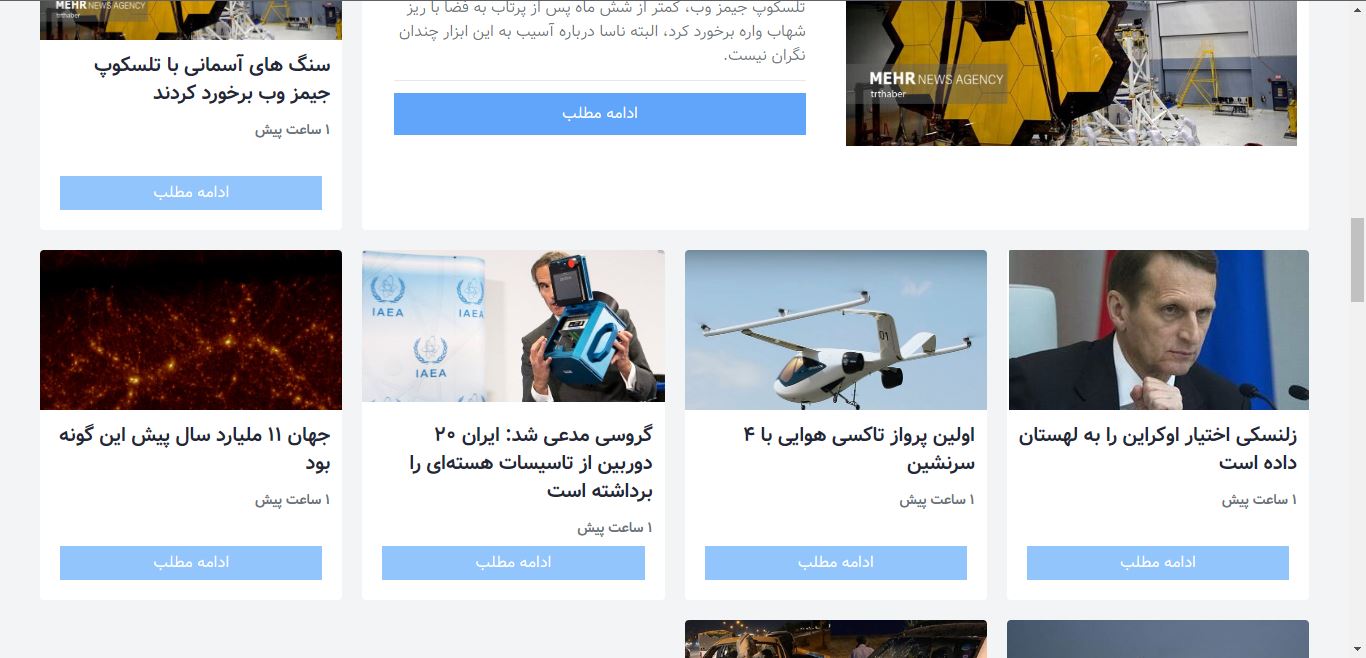 تلسکوپ جیمز وب، کمتر از شش ماه پس از پرتاب به فضا با ریز
شهاب واره برخورد کرد، البته ناسا درباره آسیب به این ابزار چندان
نگران نیست.
ادامه مطلب
MEHR NEWS AGENCY
trthaber
MEHR NEWS AGENCY
trthaber
سنگ های آسمانی با تلسکوپ
جیمز وب برخورد کردند
۱ ساعت پیش
ادامه مطلب
زلنسکی اختیار اوکراین را به لهستان
داده است
۱ ساعت پیش
ادامه مطلب
01
اولین پرواز تاکسی هوایی با ۴
سرنشین
۱ ساعت پیش
ادامه مطلب
IAEA
IAEA
IAEA
گروسی مدعی شد: ایران ۲۰
دوربین از تاسیسات هسته‌ای را
برداشته است
۱ ساعت پیش
ادامه مطلب
جهان ۱۱ ملیارد سال پیش این گونه
بود
۱ ساعت پیش
ادامه مطلب